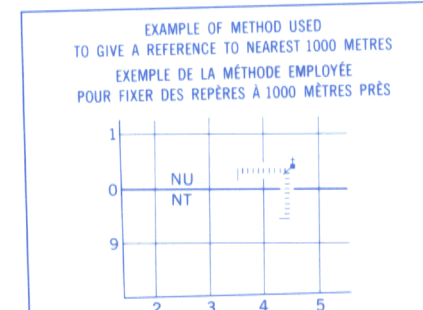 EXAMPLE OF METHOD USED
TO GIVE A REFERENCE TO NEAREST 1000 METRES
EXEMPLE DE LA MÉTHODE EMPLOYÉE
POUR FIXER DES REPÈRES À 1000 MÈTRES PRÈS
1
NU
0
NT
9
2 3 4 5